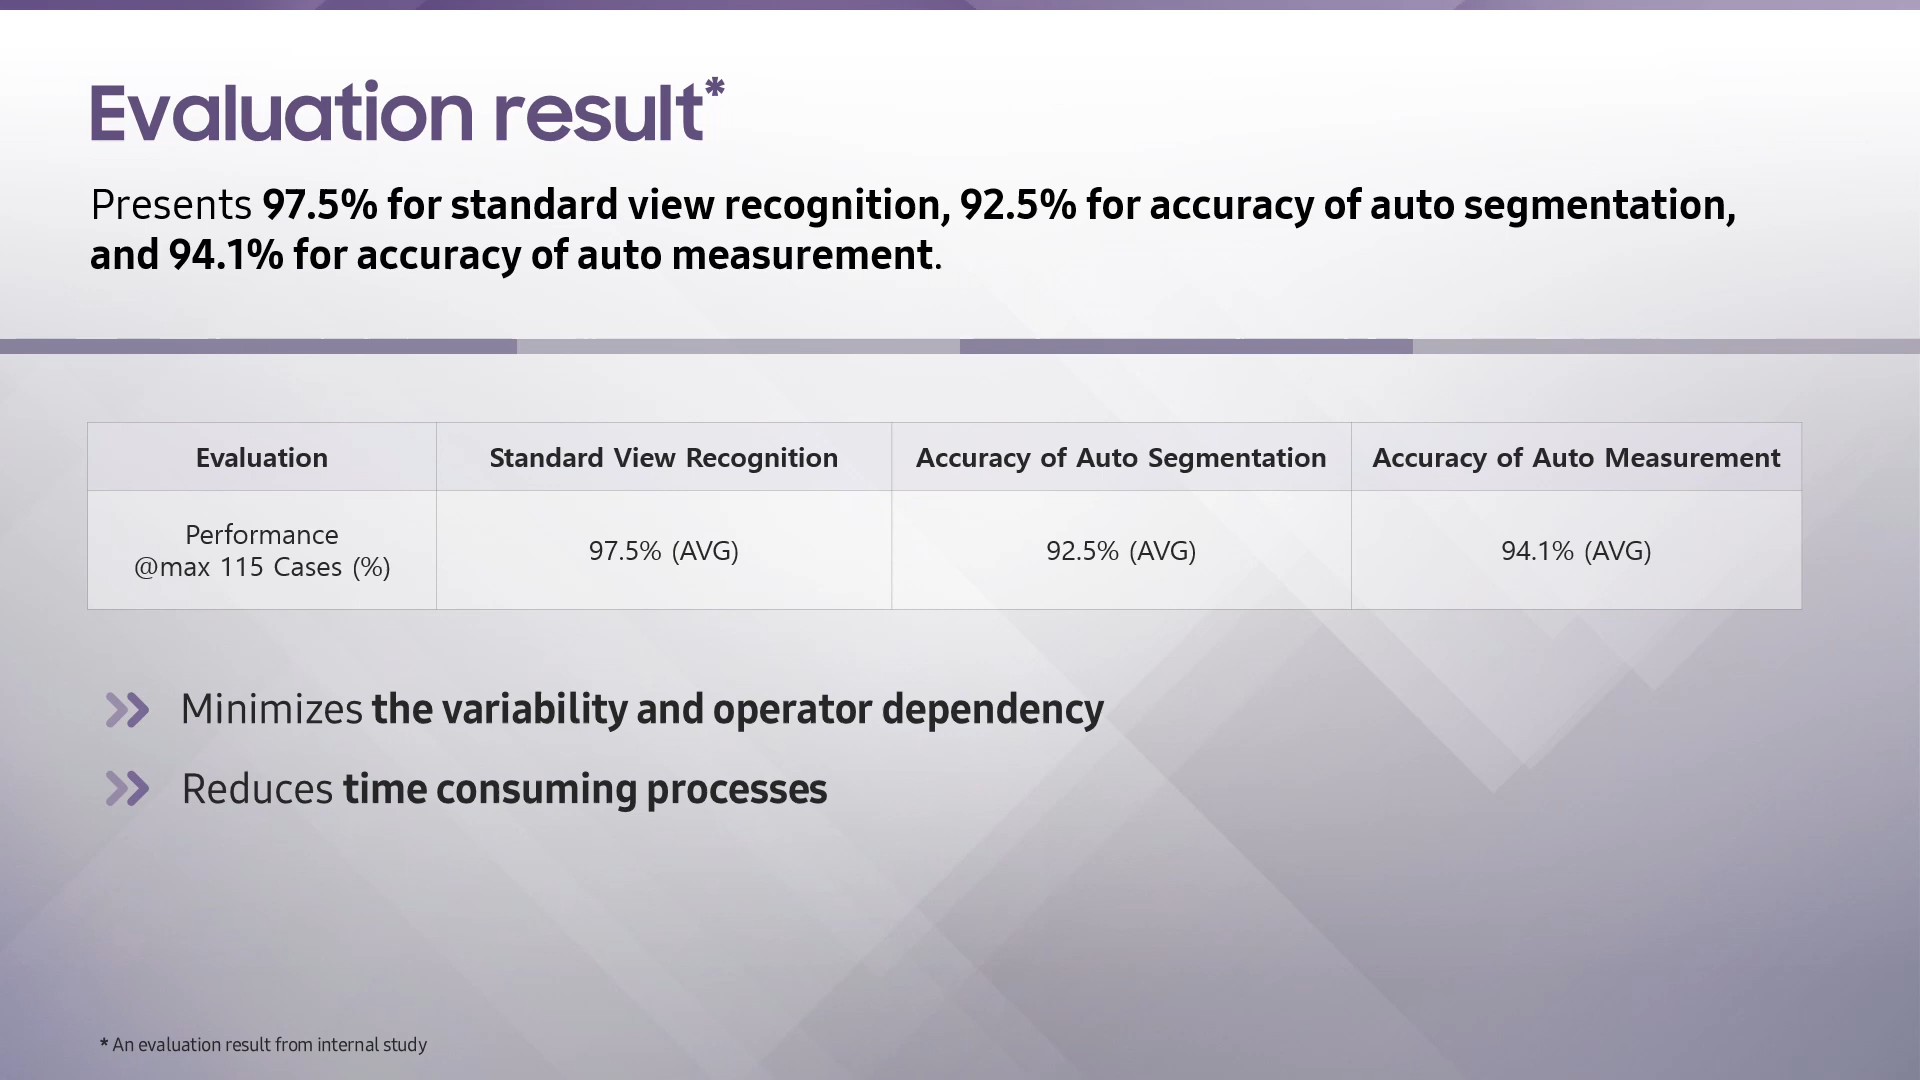 Evaluation result*
Presents 97.5% for standard view recognition, 92.5% for accuracy of auto segmentation,
and 94.1% for accuracy of auto measurement.
Evaluation Standard View Recognition Accuracy of Auto Segmentation Accuracy of Auto Measurement
Performance
@max 115 Cases (%) 97.5% (AVG) 92.5% (AVG) 94.1% (AVG)
Minimizes the variability and operator dependency
Reduces time consuming processes
* An evaluation result from internal study